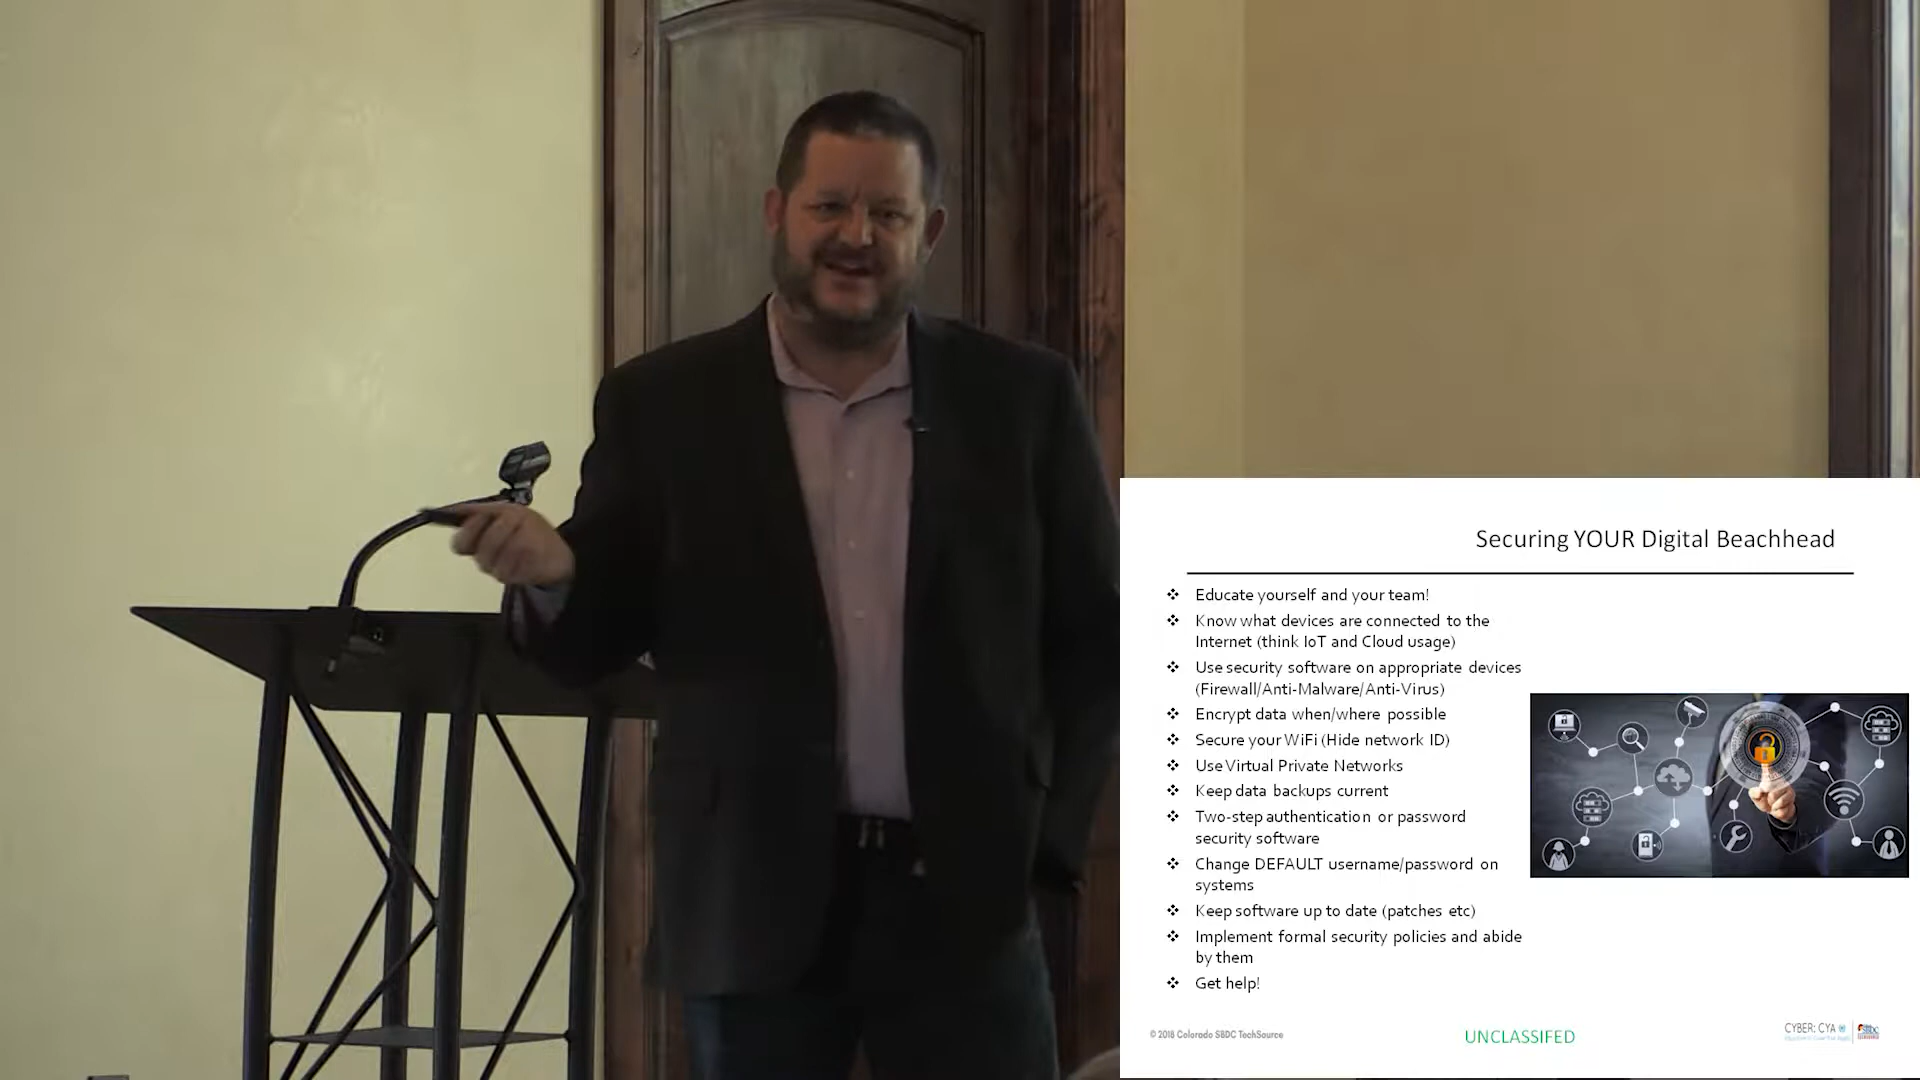 Securing YOUR Digital Beachhead
❖ Educate yourself and your team!
❖ Know what devices are connected to the
Internet (think IoT and Cloud usage)
❖ Use security software on appropriate devices
(Firewall/Anti-Malware/Anti-Virus)
❖ Encrypt data when/where possible
❖ Secure your WiFi (Hide network ID)
❖ Use Virtual Private Networks
❖ Keep data backups current
❖ Two-step authentication or password
security software
❖ Change DEFAULT username/password on
systems
❖ Keep software up to date (patches etc)
❖ Implement formal security policies and abide
by them
❖ Get help!
© 2018 Colorado SBDC TechSource
UNCLASSIFED
CYBER: CYA
SBDC